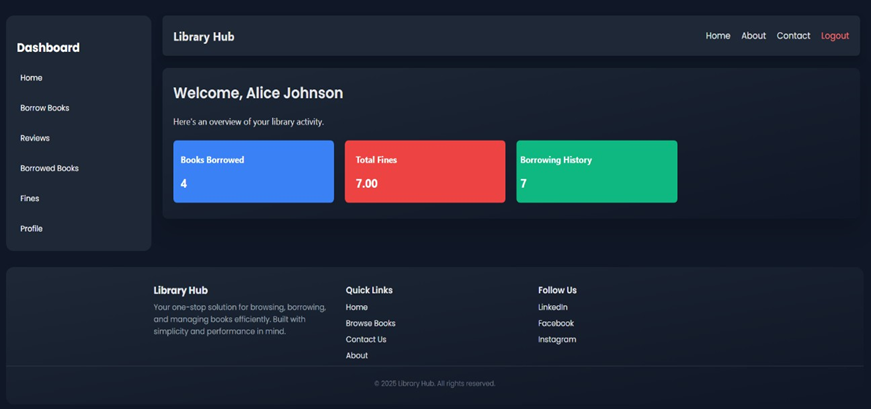 Dashboard
Home
Borrow Books
Reviews
Borrowed Books
Fines
Profile
Library Hub
Home About Contact Logout
Welcome, Alice Johnson
Here's an overview of your library activity.
Books Borrowed
4
Total Fines
7.00
Borrowing History
7
Library Hub
Your one-stop solution for browsing, borrowing,
and managing books efficiently. Built with
simplicity and performance in mind.
Quick Links
Home
Browse Books
Contact Us
About
Follow Us
LinkedIn
Facebook
Instagram
© 2025 Library Hub. All rights reserved.